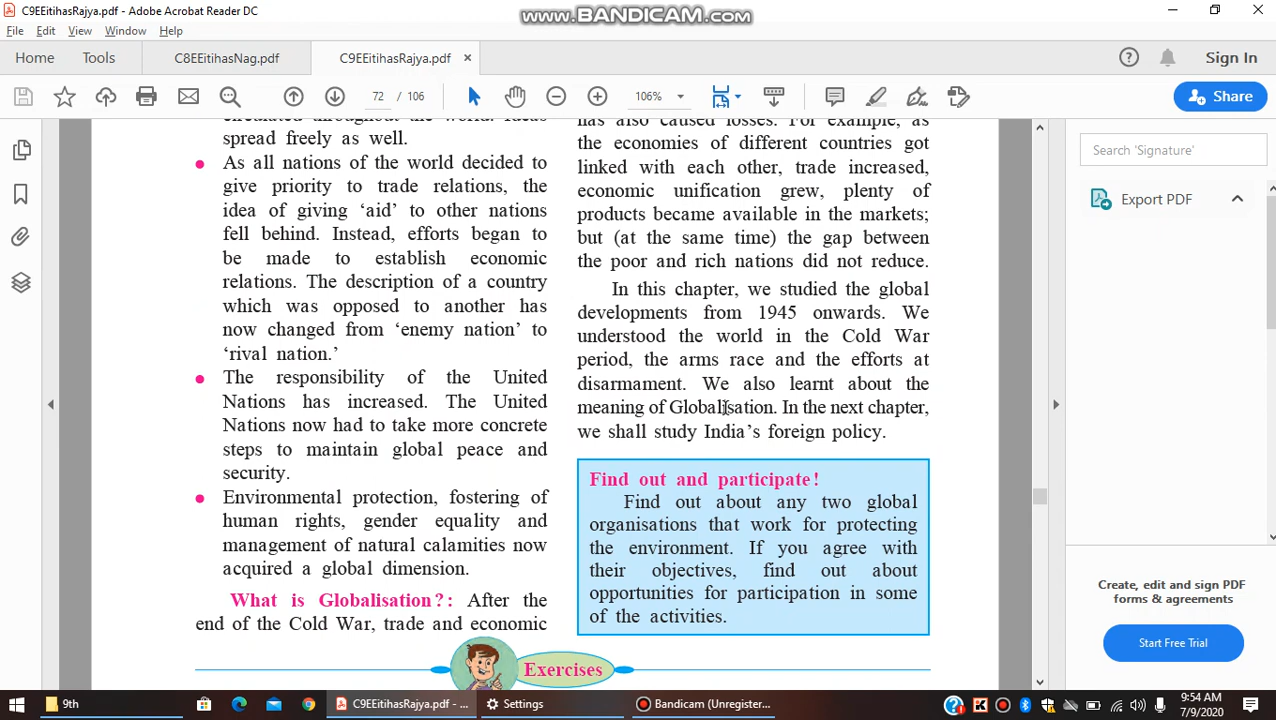 C9EEitihasRajya.pdf - Adobe Acrobat Reader DC
www.BANDICAM.com
File Edit View Window Help
Home Tools C8EEitihasNag.pdf C9EEitihasRajya.pdf × Sign In
72 / 106 106% Share
spread freely as well.
As all nations of the world decided to
give priority to trade relations, the
idea of giving ‘aid’ to other nations
fell behind. Instead, efforts began to
be made to establish economic
relations. The description of a country
which was opposed to another has
now changed from ‘enemy nation’ to
‘rival nation.’
The responsibility of the United
Nations has increased. The United
Nations now had to take more concrete
steps to maintain global peace and
security.
Environmental protection, fostering of
human rights, gender equality and
management of natural calamities now
acquired a global dimension.
What is Globalisation?: After the
end of the Cold War, trade and economic
has also caused losses. For example, as
the economies of different countries got
linked with each other, trade increased,
economic unification grew, plenty of
products became available in the markets;
but (at the same time) the gap between
the poor and rich nations did not reduce.
In this chapter, we studied the global
developments from 1945 onwards. We
understood the world in the Cold War
period, the arms race and the efforts at
disarmament. We also learnt about the
meaning of Globalisation. In the next chapter,
we shall study India’s foreign policy.
Find out and participate!
Find out about any two global
organisations that work for protecting
the environment. If you agree with
their objectives, find out about
opportunities for participation in some
of the activities.
Exercises
Search 'Signature'
Export PDF
Create, edit and sign PDF
forms & agreements
Start Free Trial
9th
C9EEitihasRajya.pdf - ...
Settings
Bandicam (Unregister...
9:54 AM
7/9/2020